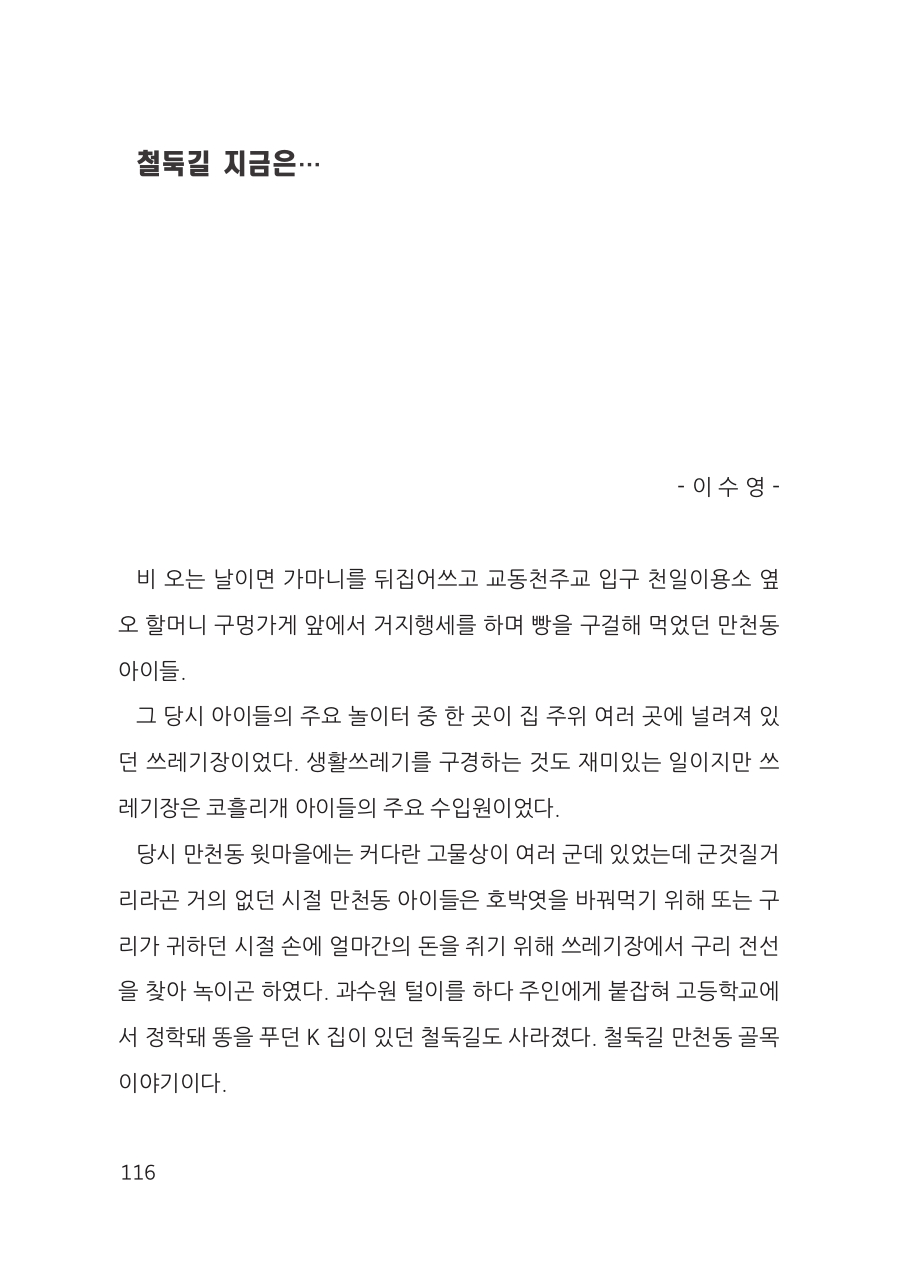 철둑길 지금은…
- 이 수 영 -
비 오는 날이면 가마니를 뒤집어쓰고 교동천주교 입구 천일이용소 옆
오 할머니 구멍가게 앞에서 거지행세를 하며 빵을 구걸해 먹었던 만천동
아이들.
그 당시 아이들의 주요 놀이터 중 한 곳이 집 주위 여러 곳에 널려져 있
던 쓰레기장이었다. 생활쓰레기를 구경하는 것도 재미있는 일이지만 쓰
레기장은 코흘리개 아이들의 주요 수입원이었다.
당시 만천동 윗마을에는 커다란 고물상이 여러 군데 있었는데 군것질거
리라곤 거의 없던 시절 만천동 아이들은 호박엿을 바꿔먹기 위해 또는 구
리가 귀하던 시절 손에 얼마간의 돈을 쥐기 위해 쓰레기장에서 구리 전선
을 찾아 녹이곤 하였다. 과수원 털이를 하다 주인에게 붙잡혀 고등학교에
서 정학돼 똥을 푸던 K 집이 있던 철둑길도 사라졌다. 철둑길 만천동 골목
이야기이다.
116